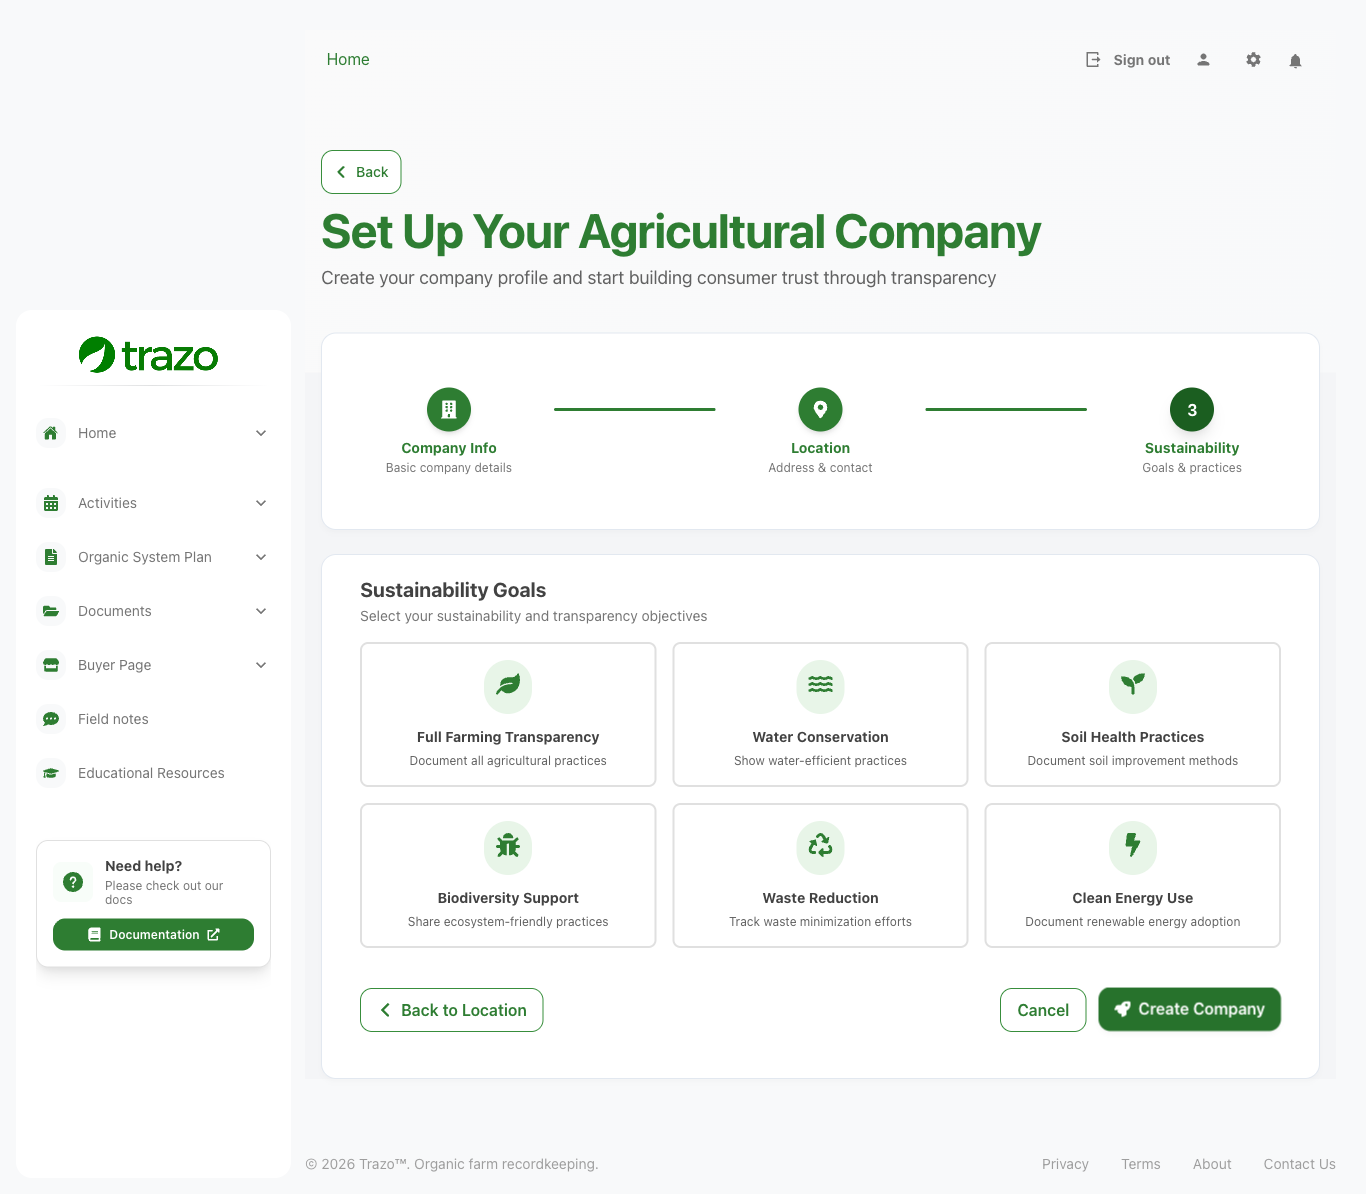 Home
Sign out
Back
Set Up Your Agricultural Company
Create your company profile and start building consumer trust through transparency
trazo
Home
Activities
Organic System Plan
Documents
Buyer Page
Field notes
Educational Resources
Need help?
Please check out our
docs
Documentation
Company Info
Basic company details
Location
Address & contact
3
Sustainability
Goals & practices
Sustainability Goals
Select your sustainability and transparency objectives
Full Farming Transparency
Document all agricultural practices
Water Conservation
Show water-efficient practices
Soil Health Practices
Document soil improvement methods
Biodiversity Support
Share ecosystem-friendly practices
Waste Reduction
Track waste minimization efforts
Clean Energy Use
Document renewable energy adoption
Back to Location
Cancel
Create Company
© 2026 Trazo™. Organic farm recordkeeping.
Privacy
Terms
About
Contact Us